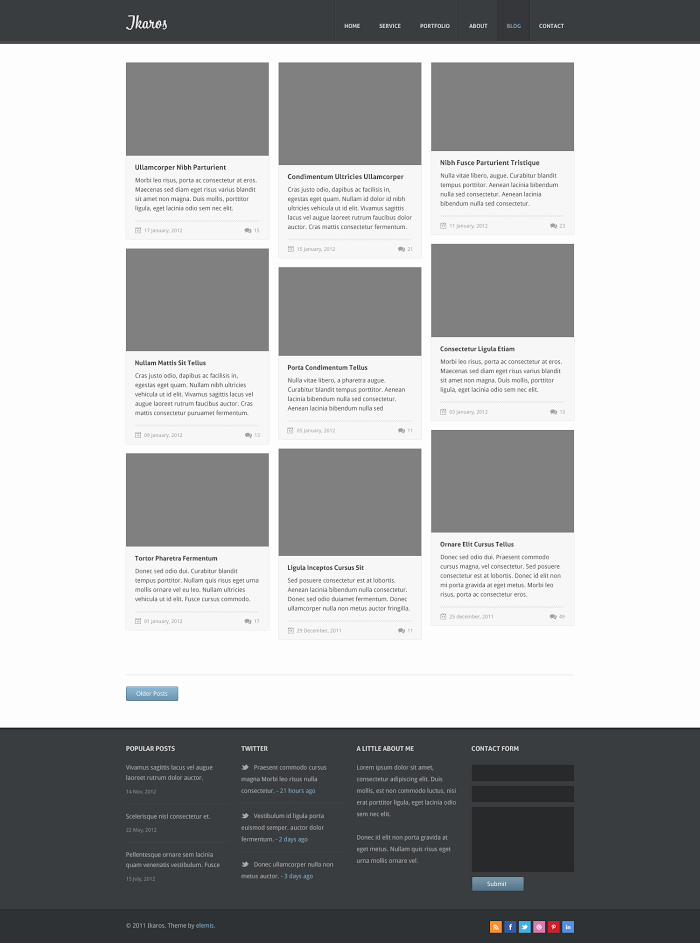 Ikaros
HOME SERVICE PORTFOLIO ABOUT BLOG CONTACT
Ullamcorper Nibh Parturient
Morbi leo risus, porta ac consectetur at eros.
Maecenas sed diam eget risus varius blandit
sit amet non magna. Duis mollis, porttitor
ligula, eget lacinia odio sem nec elit.
17 January, 2012 15
Nullam Mattis Sit Tellus
Cras justo odio, dapibus ac facilisis in,
egestas eget quam. Nullam nibh ultricies
vehicula ut id elit. Vivamus sagittis lacus vel
augue laoreet rutrum faucibus auctor. Cras
mattis consectetur puruamet fermentum.
09 January, 2012 13
Tortor Pharetra Fermentum
Donec sed odio dui. Curabitur blandit
tempus porttitor. Nullam quis risus eget urna
mollis ornare vel eu leo. Nullam ultricies
vehicula ut id elit. Fusce cursus commodo.
01 January, 2012 17
Condimentum Ultricies Ullamcorper
Cras justo odio, dapibus ac facilisis in,
egestas eget quam. Nullam id dolor id nibh
ultricies vehicula ut id elit. Vivamus sagittis
lacus vel augue laoreet rutrum faucibus dolor
auctor. Cras mattis consectetur fermentum.
15 January, 2012 21
Porta Condimentum Tellus
Nulla vitae libero, a pharetra augue.
Curabitur blandit tempus porttitor. Aenean
lacinia bibendum nulla sed consectetur.
Aenean lacinia bibendum nulla sed
05 January, 2012 11
Ligula Inceptos Cursus Sit
Sed posuere consectetur est at lobortis.
Aenean lacinia bibendum nulla consectetur.
Donec sed odio duiamet fermentum. Donec
ullamcorper nulla non metus auctor fringilla.
29 December, 2011 11
Nibh Fusce Parturient Tristique
Nulla vitae libero, augue. Curabitur blandit
tempus porttitor. Aenean lacinia bibendum
nulla sed consectetur. Aenean lacinia
bibendum nulla sed consectetur.
11 January, 2012 23
Consectetur Ligula Etiam
Morbi leo risus, porta ac consectetur at eros.
Maecenas sed diam eget risus varius blandit
sit amet non magna. Duis mollis, porttitor
ligula, eget lacinia odio sem nec elit.
03 January, 2012 13
Ornare Elit Cursus Tellus
Donec sed odio dui. Praesent commodo
cursus magna, vel consectetur. Sed posuere
consectetur est at lobortis. Donec id elit non
mi porta gravida at eget metus. Morbi leo
risus, porta ac consectetur eros.
25 december, 2011 49
Older Posts
POPULAR POSTS
Vivamus sagittis lacus vel augue
laoreet rutrum dolor auctor.
14 Nov, 2012
Scelerisque nisl consectetur et.
22 May, 2012
Pellentesque ornare sem lacinia
quam venenatis vestibulum. Fusce
15 July, 2012
TWITTER
Praesent commodo cursus
magna Morbi leo risus nulla
consectetur. - 21 hours ago
Vestibulum id ligula porta
euismod semper. auctor dolor
fermentum. - 2 days ago
Donec ullamcorper nulla non
metus auctor. - 3 days ago
A LITTLE ABOUT ME
Lorem ipsum dolor sit amet,
consectetur adipiscing elit. Duis
mollis, est non commodo luctus, nisi
erat porttitor ligula, eget lacinia odio
sem nec elit.
Donec id elit non porta gravida at
eget metus. Nullam quis risus eget
urna mollis ornare vel.
CONTACT FORM
Submit
© 2011 Ikaros. Theme by elemis.